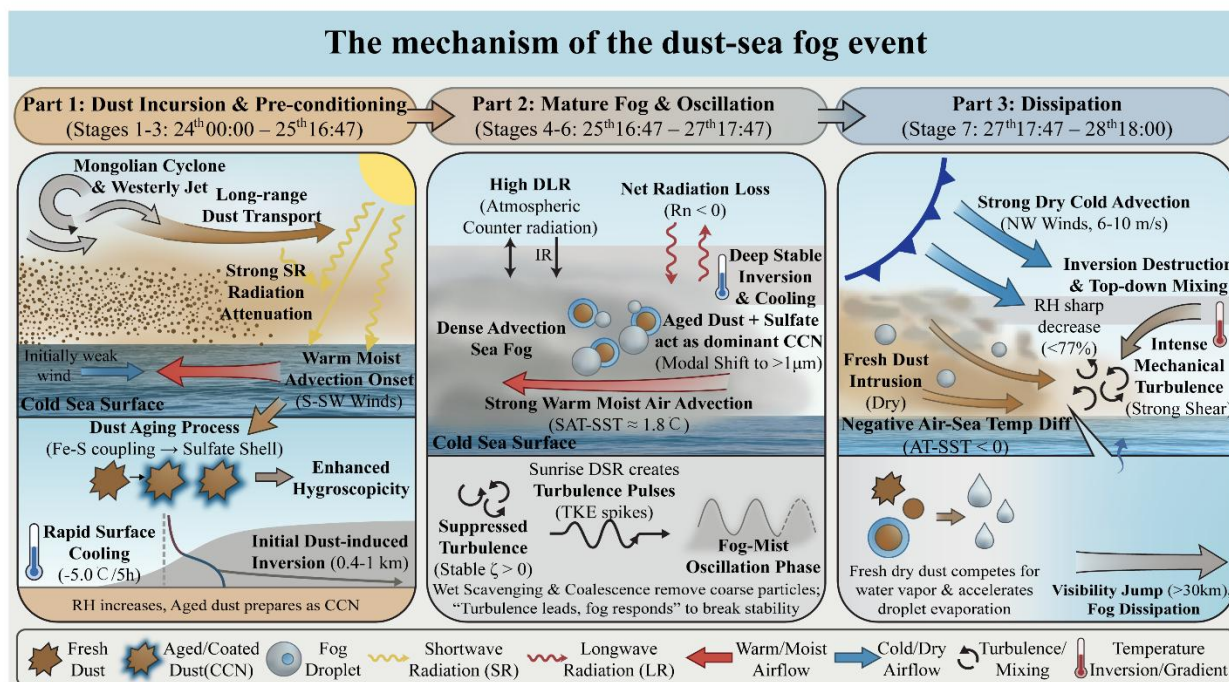 The mechanism of the dust-sea fog event
Part 1: Dust Incursion & Pre-conditioning
(Stages 1-3: 24th00:00 – 25th16:47)
Part 2: Mature Fog & Oscillation
(Stages 4-6: 25th16:47 – 27th17:47)
Part 3: Dissipation
(Stage 7: 27th17:47 – 28th18:00)
Mongolian Cyclone
& Westerly Jet
Long-range
Dust Transport
Strong SR
Radiation
Attenuation
Initially weak
wind
Warm Moist
Advection Onset
(S-SW Winds)
Cold Sea Surface
Dust Aging Process
(Fe-S coupling → Sulfate Shell)
Enhanced
Hygroscopicity
Rapid Surface
Cooling
(-5.0℃/5h)
Initial Dust-induced
Inversion (0.4-1 km)
RH increases, Aged dust prepares as CCN
High DLR
(Atmospheric
Counter radiation)
IR
Net Radiation Loss
(Rn < 0)
Deep Stable
Inversion
& Cooling
Dense Advection
Sea Fog
Aged Dust + Sulfate
act as dominant CCN
(Modal Shift to >1μm)
Strong Warm Moist Air Advection
(SAT-SST ≈ 1.8℃)
Cold Sea Surface
Suppressed
Turbulence
(Stable ζ > 0)
Sunrise DSR creates
Turbulence Pulses
(TKE spikes)
Fog-Mist
Oscillation Phase
Wet Scavenging & Coalescence remove coarse particles;
“Turbulence leads, fog responds” to break stability
Strong Dry Cold Advection
(NW Winds, 6-10 m/s)
Inversion Destruction
& Top-down Mixing
RH sharp
decrease
(<77%)
Fresh Dust
Intrusion
(Dry)
Intense
Mechanical
Turbulence
(Strong Shear)
Negative Air-Sea Temp Diff
(AT-SST < 0)
Fresh dry dust competes for
water vapor & accelerates
droplet evaporation
Visibility Jump (>30km),
Fog Dissipation
Fresh
Dust
Aged/Coated
Dust(CCN)
Fog
Droplet
Shortwave
Radiation (SR)
Longwave
Radiation (LR)
Warm/Moist
Airflow
Cold/Dry
Airflow
Turbulence/
Mixing
Temperature
Inversion/Gradient